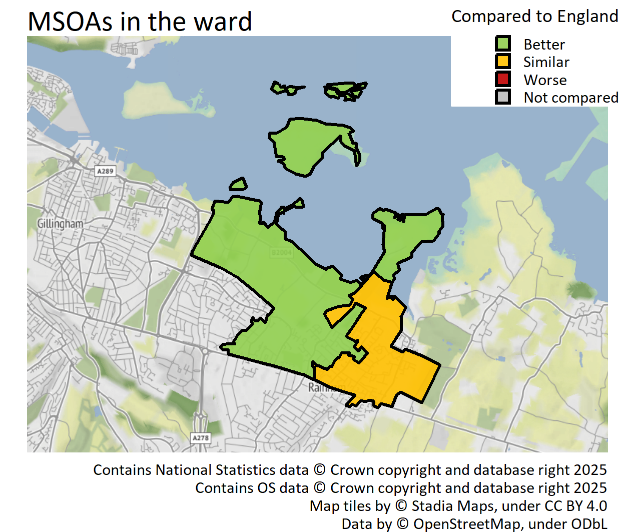 MSOAs in the ward
Compared to England
Better
Similar
Worse
Not compared
A289
Gillingham
A278
Contains National Statistics data © Crown copyright and database right 2025
Contains OS data © Crown copyright and database right 2025
Map tiles by © Stadia Maps, under CC BY 4.0
Data by © OpenStreetMap, under ODbL